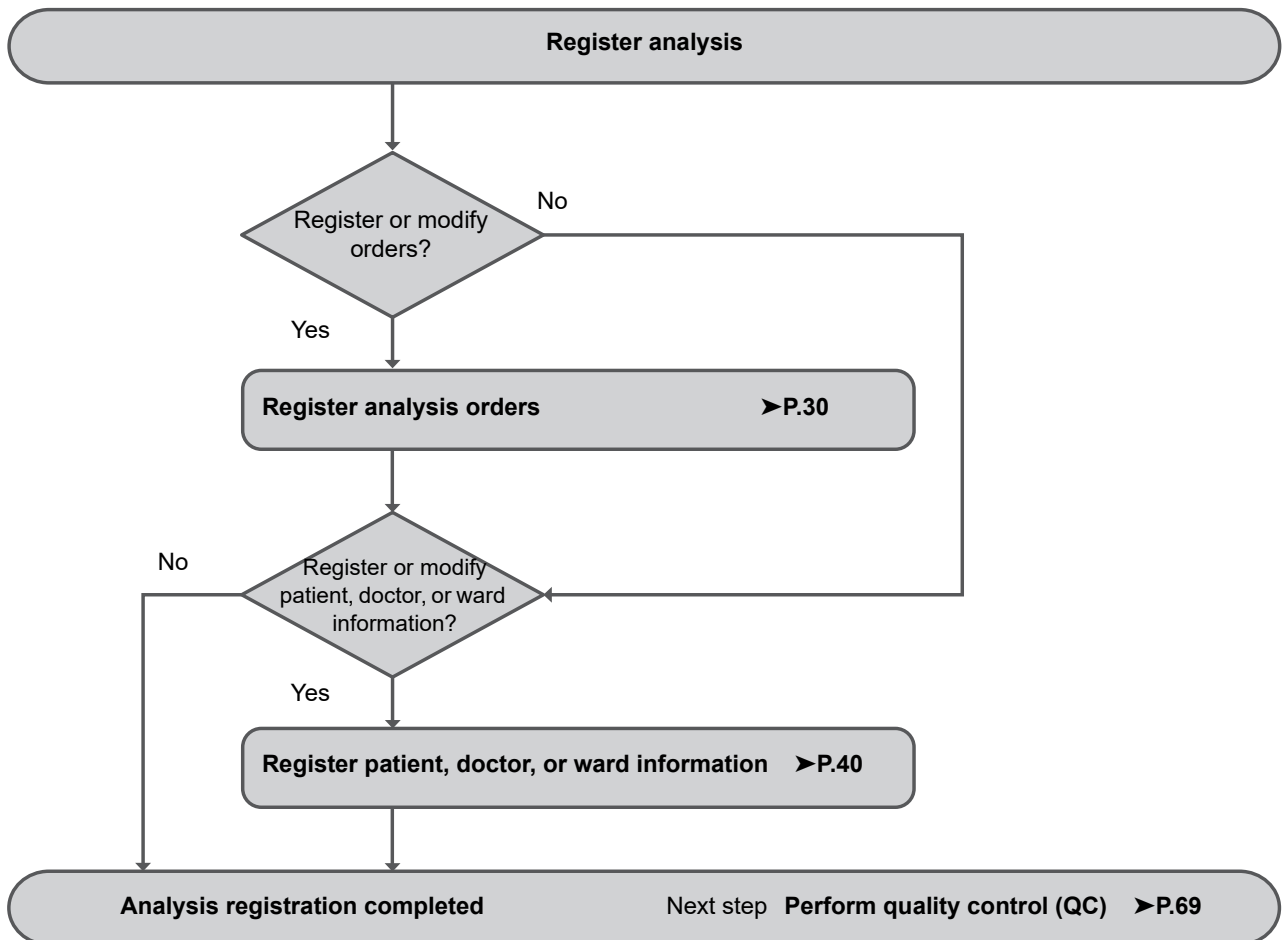 Register analysis
No
Register or modify
orders?
Yes
Register analysis orders ➤P.30
No
Register or modify
patient, doctor, or ward
information?
Yes
Register patient, doctor, or ward information ➤P.40
Analysis registration completed Next step Perform quality control (QC) ➤P.69